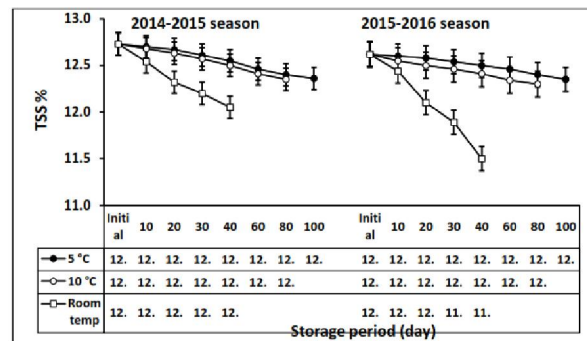 2014-2015 season 2015-2016 season
13.0
12.5
12.0
11.5
11.0
TSS %
Initial 10 20 30 40 60 80 100 Initial 10 20 30 40 60 80 100
5 °C 12. 12. 12. 12. 12. 12. 12. 12. 12. 12. 12. 12. 12. 12. 12. 12.
10 °C 12. 12. 12. 12. 12. 12. 12. 12. 12. 12. 12. 12. 12. 12.
Room temp 12. 12. 12. 12. 12. 12. 12. 12. 11. 11.
Storage period (day)